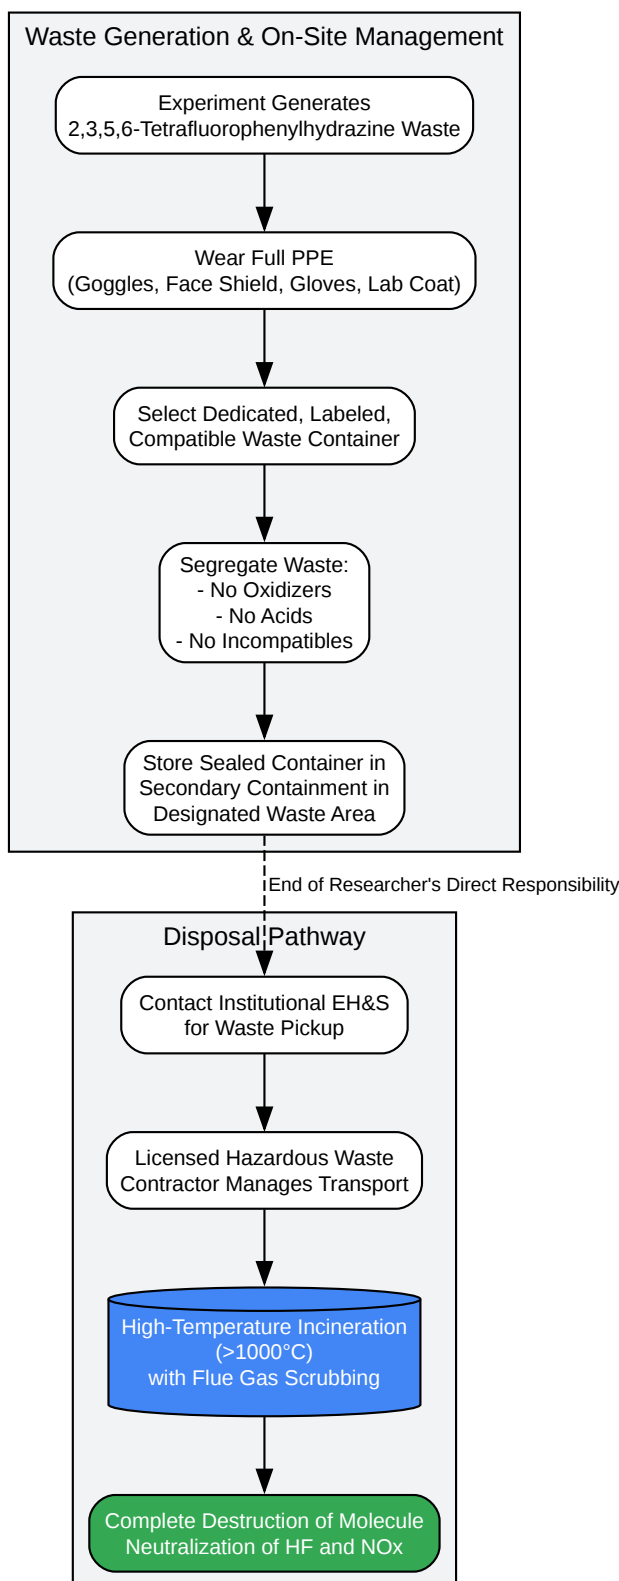 Waste Generation & On-Site Management
Experiment Generates
2,3,5,6-Tetrafluorophenylhydrazine Waste
Wear Full PPE
(Goggles, Face Shield, Gloves, Lab Coat)
Select Dedicated, Labeled,
Compatible Waste Container
Segregate Waste:
- No Oxidizers
- No Acids
- No Incompatibles
Store Sealed Container in
Secondary Containment in
Designated Waste Area
End of Researcher's Direct Responsibility
Disposal Pathway
Contact Institutional EH&S
for Waste Pickup
Licensed Hazardous Waste
Contractor Manages Transport
High-Temperature Incineration
(>1000°C)
with Flue Gas Scrubbing
Complete Destruction of Molecule
Neutralization of HF and NOx